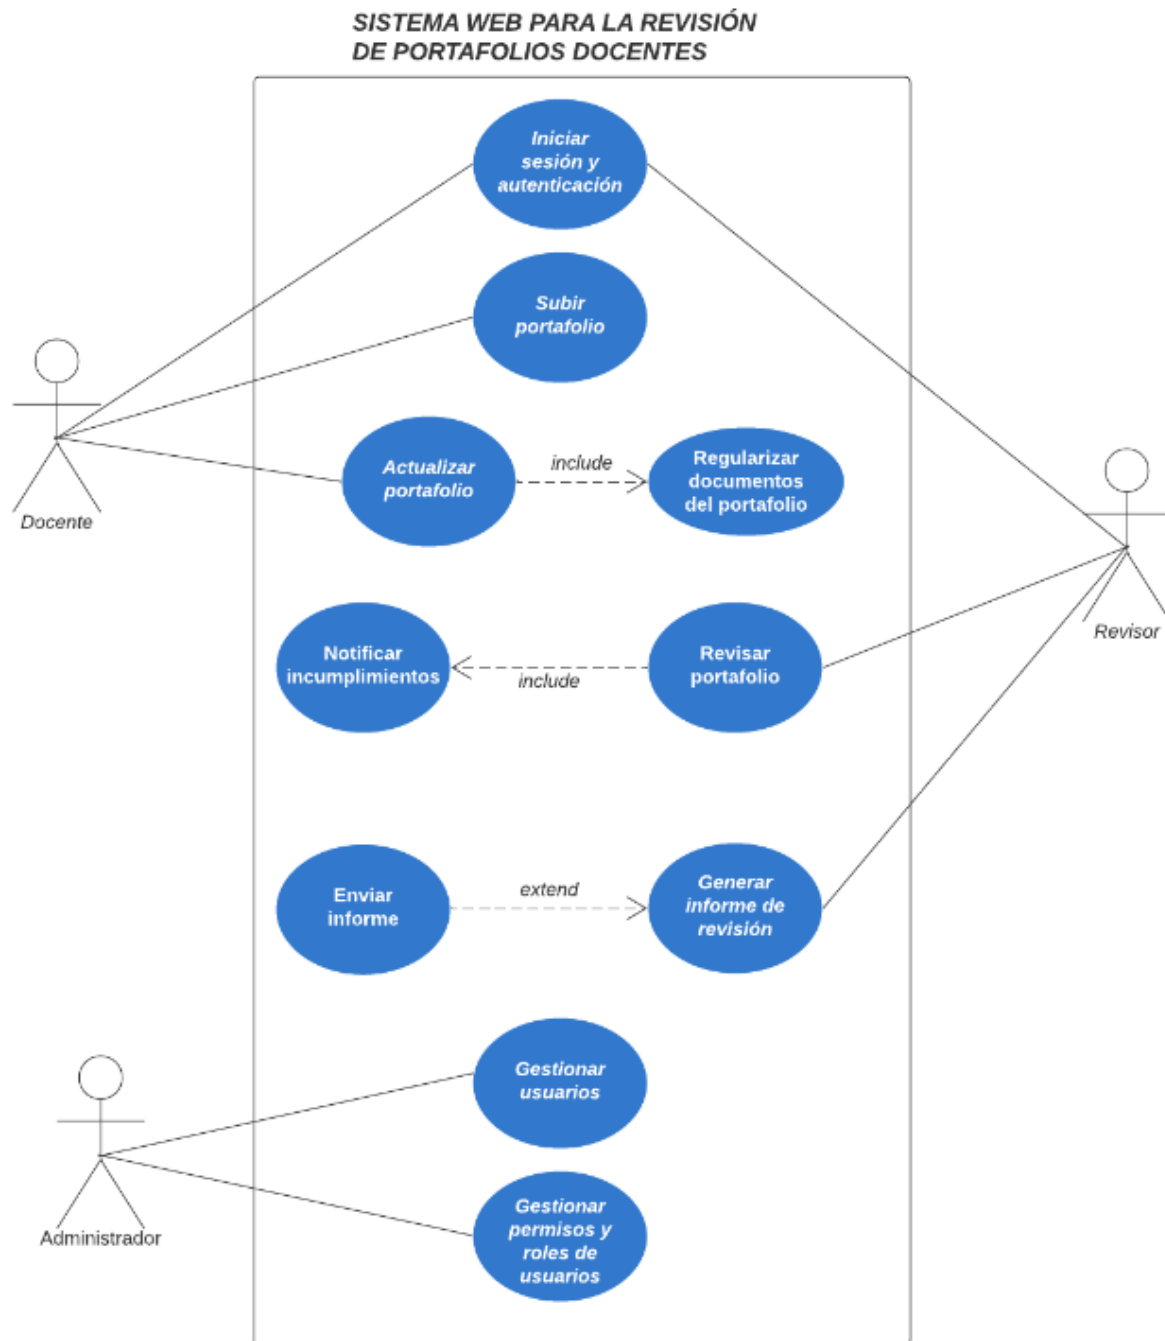 SISTEMA WEB PARA LA REVISIÓN
DE PORTAFOLIOS DOCENTES
Iniciar
sesión y
autenticación
Subir
portafolio
Docente
Actualizar
portafolio
include
Regularizar
documentos
del portafolio
Revisor
Notificar
incumplimientos
include
Revisar
portafolio
Enviar
informe
extend
Generar
informe de
revisión
Gestionar
usuarios
Administrador
Gestionar
permisos y
roles de
usuarios